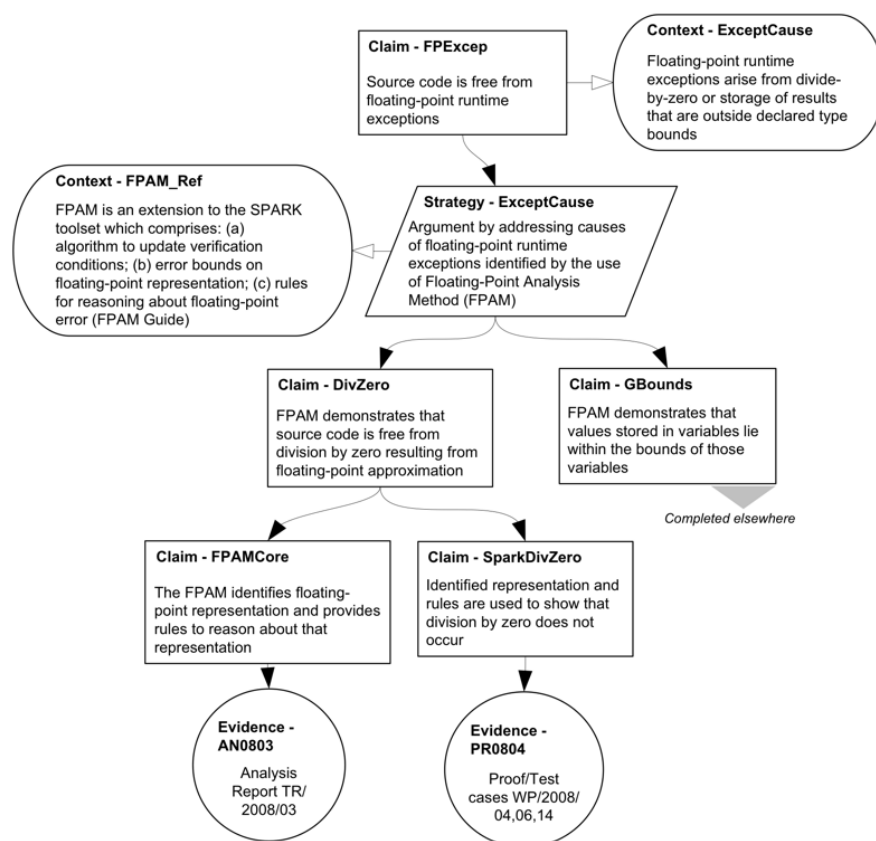 Claim - FPExcep
Source code is free from
floating-point runtime
exceptions
Context - ExceptCause
Floating-point runtime
exceptions arise from divide-
by-zero or storage of results
that are outside declared type
bounds
Context - FPAM_Ref
FPAM is an extension to the SPARK
toolset which comprises: (a)
algorithm to update verification
conditions; (b) error bounds on
floating-point representation; (c) rules
for reasoning about floating-point
error (FPAM Guide)
Strategy - ExceptCause
Argument by addressing causes
of floating-point runtime
exceptions identified by the use
of Floating-Point Analysis
Method (FPAM)
Claim - DivZero
FPAM demonstrates that
source code is free from
division by zero resulting from
floating-point approximation
Claim - GBounds
FPAM demonstrates that
values stored in variables lie
within the bounds of those
variables
Completed elsewhere
Claim - FPAMCore
The FPAM identifies floating-
point representation and provides
rules to reason about that
representation
Claim - SparkDivZero
Identified representation and
rules are used to show that
division by zero does not
occur
Evidence -
AN0803
Analysis
Report TR/
2008/03
Evidence -
PR0804
Proof/Test
cases WP/2008/
04,06,14